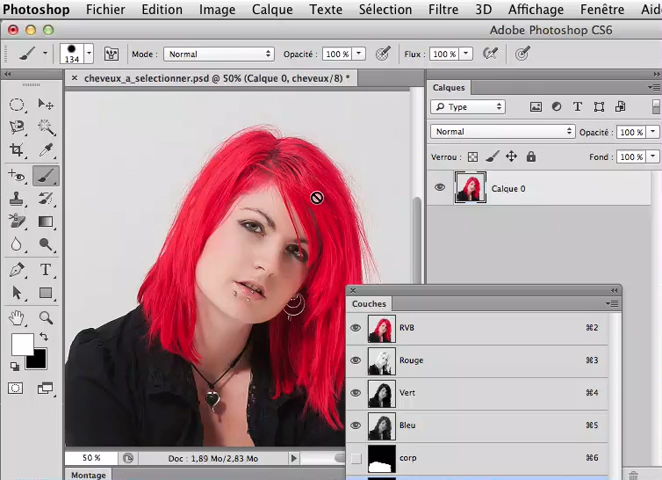 Photoshop Fichier Edition Image Calque Texte Sélection Filtre 3D Affichage Fenêtre Aid
Adobe Photoshop CS6
134 Mode : Normal Opacité : 100 % Flux : 100 %
cheveux_a_selectionner.psd @ 50% (Calque 0, cheveux/8) *
Calques
Type
Normal Opacité : 100 %
Verrou : Fond : 100 %
Calque 0
Couches
RVB ⌘2
Rouge ⌘3
Vert ⌘4
Bleu ⌘5
corp ⌘6
50 % Doc : 1,89 Mo/2,83 Mo
Montage